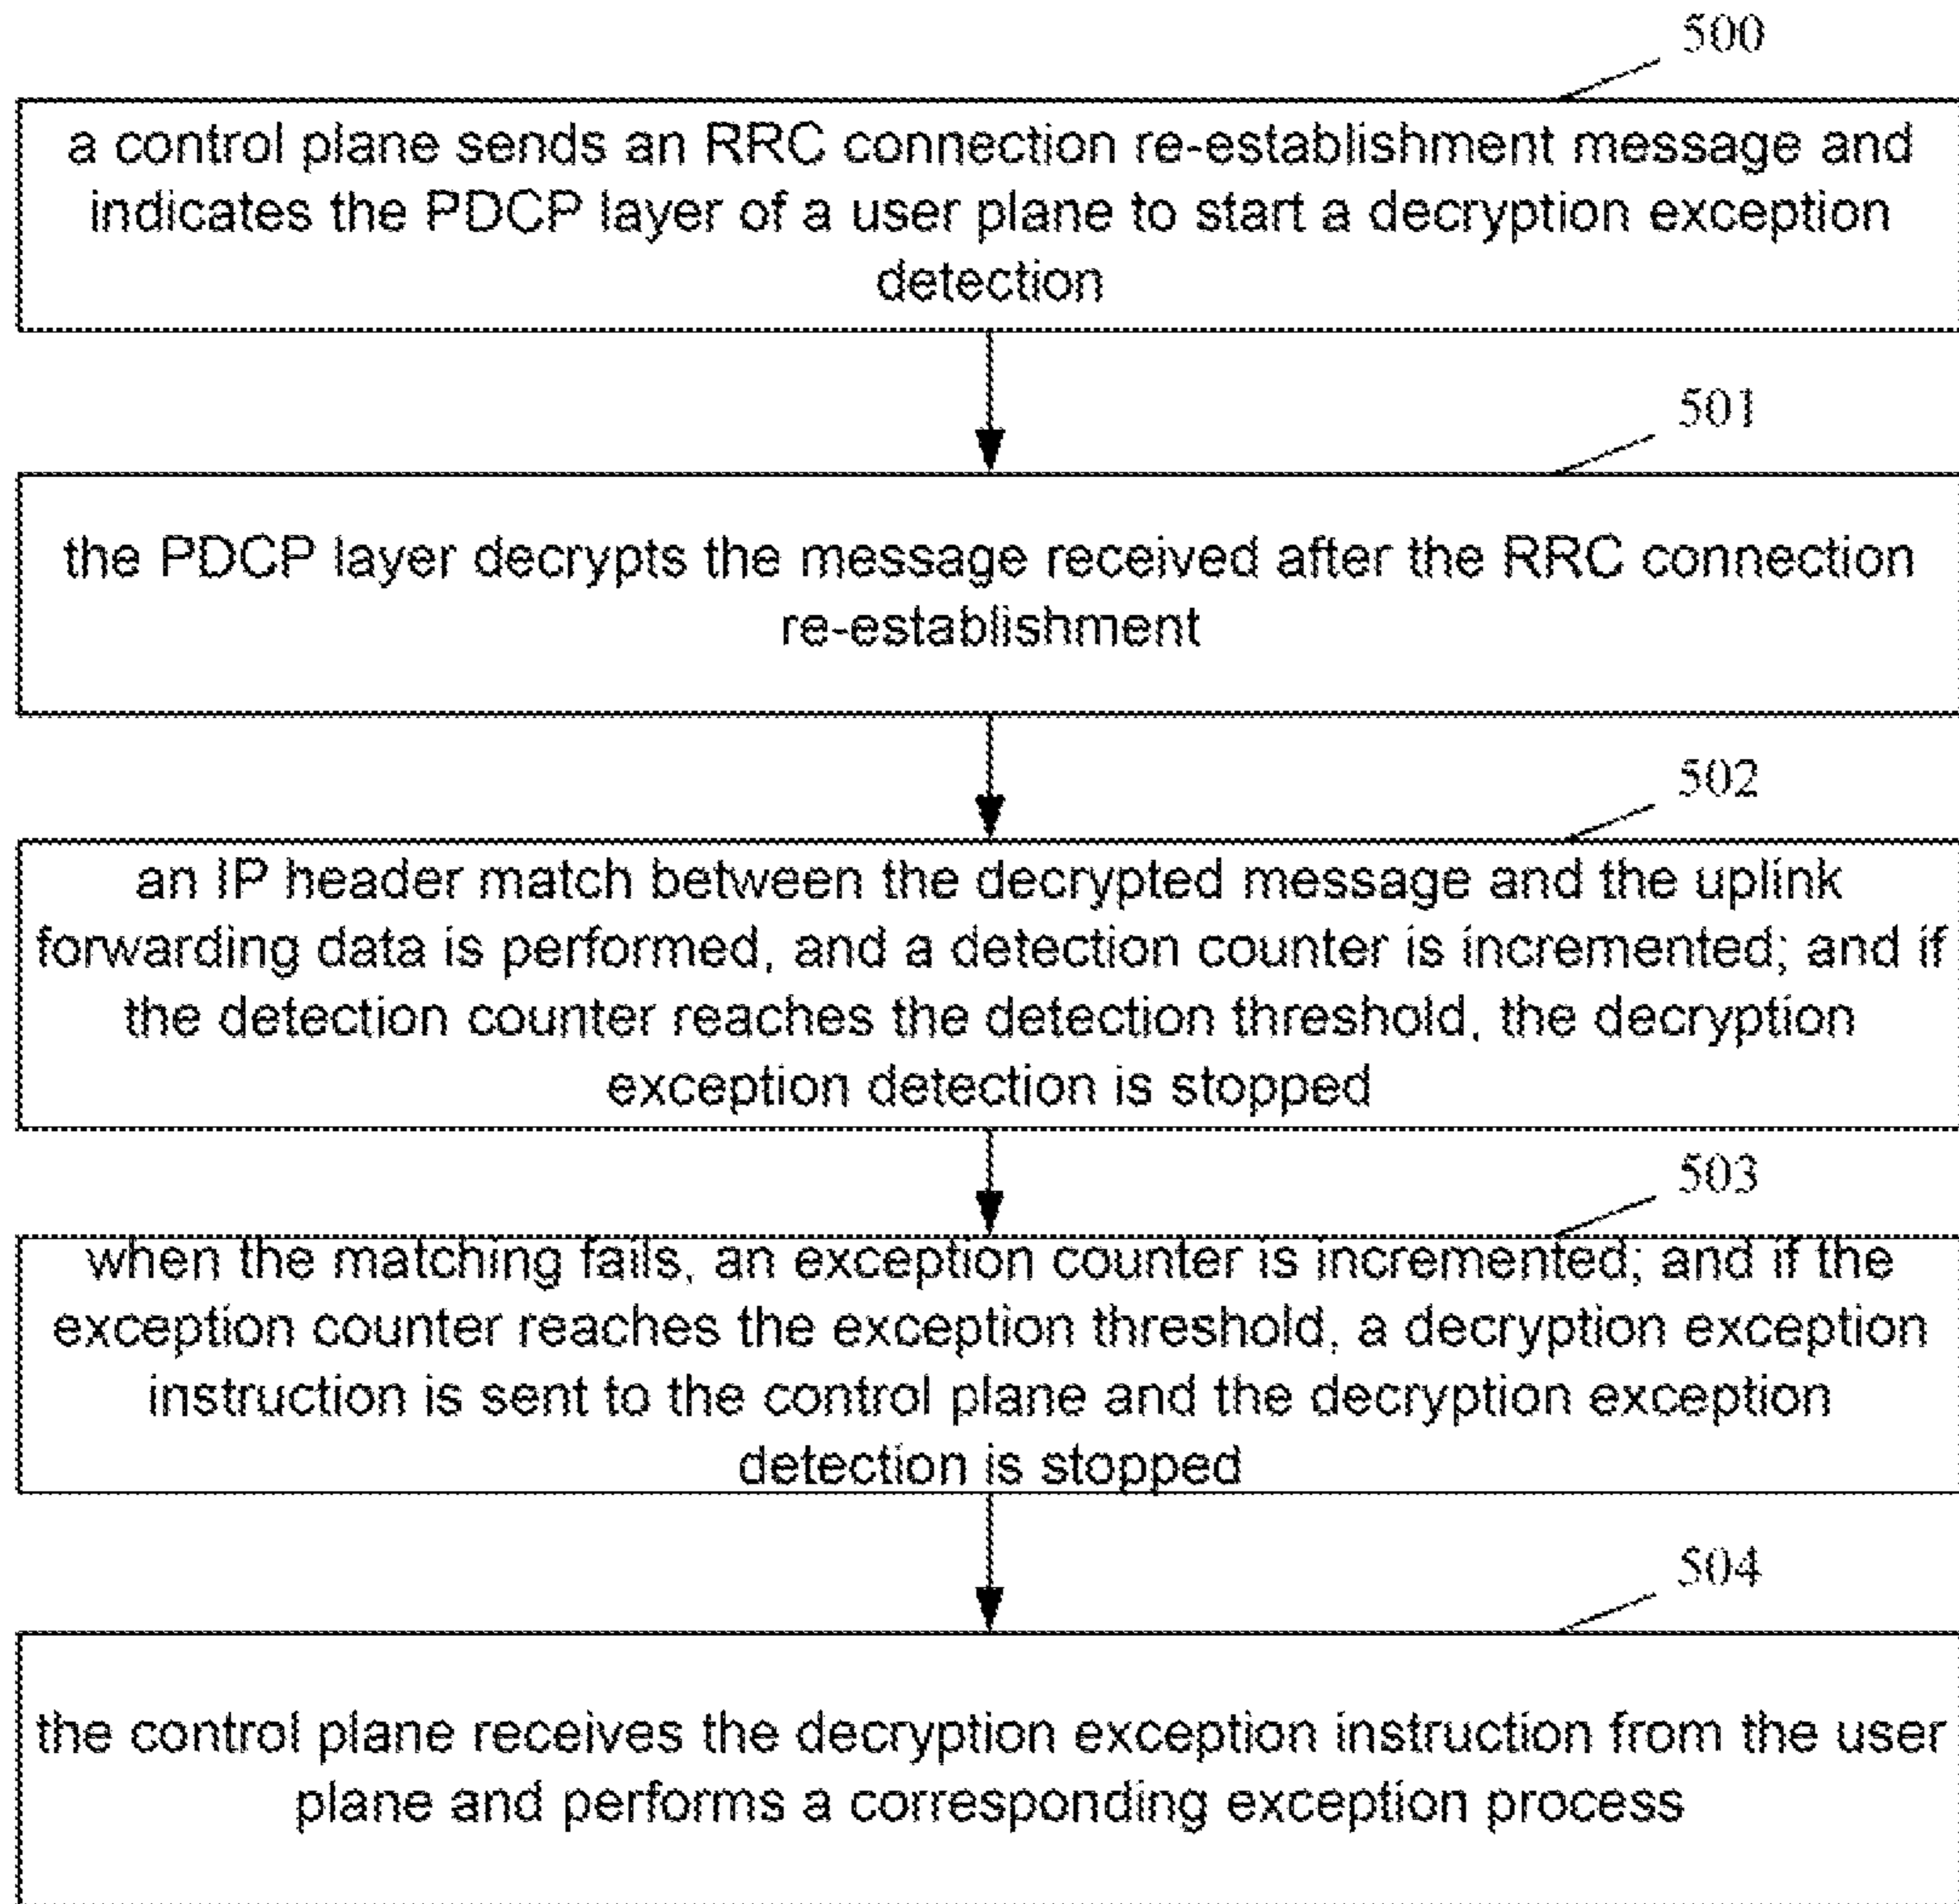 500
a control plane sends an RRC connection re-establishment message and
indicates the PDCP layer of a user plane to start a decryption exception
detection
501
the PDCP layer decrypts the message received after the RRC connection
re-establishment
502
an IP header match between the decrypted message and the uplink
forwarding data is performed, and a detection counter is incremented; and if
the detection counter reaches the detection threshold, the decryption
exception detection is stopped
503
when the matching fails, an exception counter is incremented; and if the
exception counter reaches the exception threshold, a decryption exception
instruction is sent to the control plane and the decryption exception
detection is stopped
504
the control plane receives the decryption exception instruction from the user
plane and performs a corresponding exception process